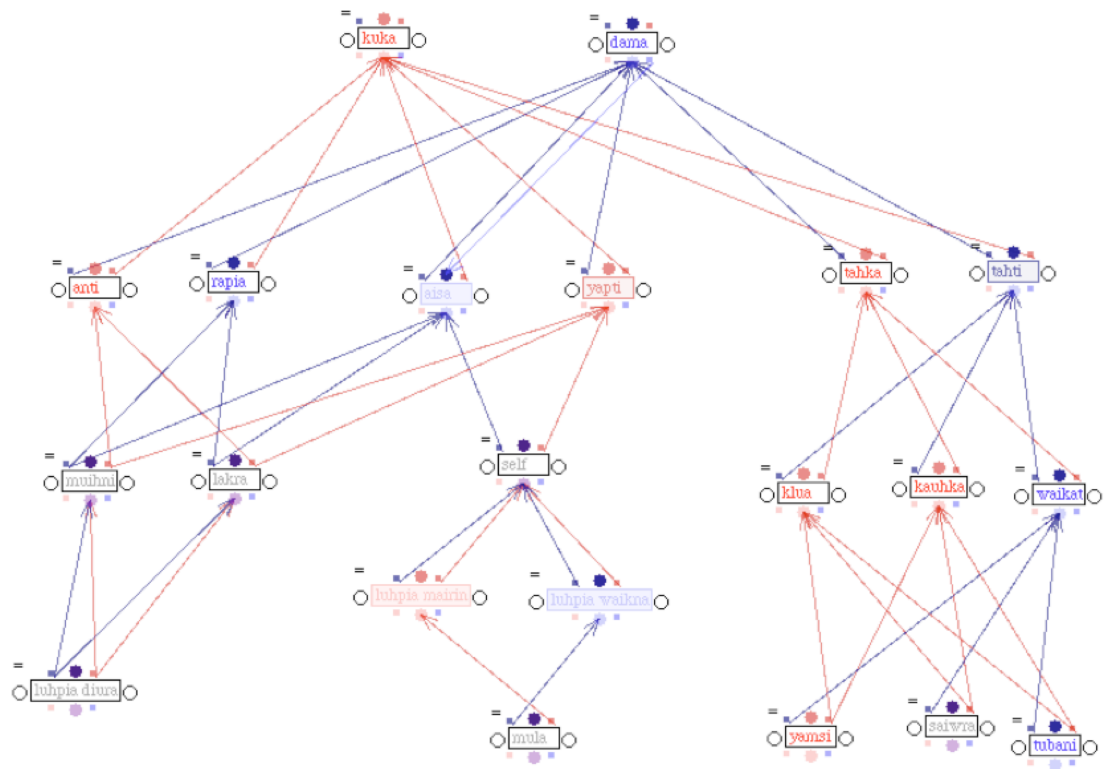 kuka
dama
anti
rapia
aisa
yapti
tahka
tahti
muihni
lakra
self
klua
kauhka
waikat
luhpia mairin
luhpia waikna
luhpia diura
mula
yamsi
saiwra
tubani